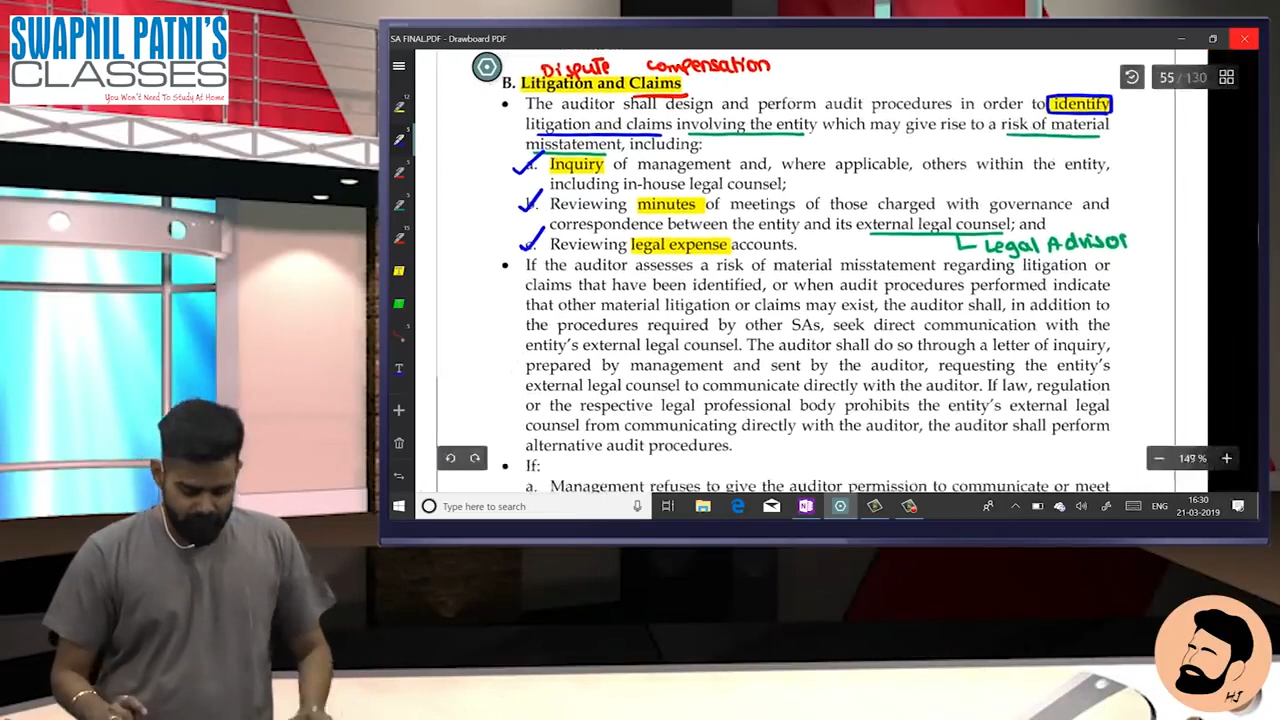 SWAPNIL PATNI'S
CLASSES
You Won't Need To Study At Home
SA FINAL.PDF - Drawboard PDF
55 / 130
Dispute compensation
B. Litigation and Claims
• The auditor shall design and perform audit procedures in order to identify
litigation and claims involving the entity which may give rise to a risk of material
misstatement, including:
a. Inquiry of management and, where applicable, others within the entity,
including in-house legal counsel;
b. Reviewing minutes of meetings of those charged with governance and
correspondence between the entity and its external legal counsel; and
c. Reviewing legal expense accounts.
Legal Advisor
• If the auditor assesses a risk of material misstatement regarding litigation or
claims that have been identified, or when audit procedures performed indicate
that other material litigation or claims may exist, the auditor shall, in addition to
the procedures required by other SAs, seek direct communication with the
entity's external legal counsel. The auditor shall do so through a letter of inquiry,
prepared by management and sent by the auditor, requesting the entity's
external legal counsel to communicate directly with the auditor. If law, regulation
or the respective legal professional body prohibits the entity's external legal
counsel from communicating directly with the auditor, the auditor shall perform
alternative audit procedures.
• If:
a. Management refuses to give the auditor permission to communicate or meet
149%
Type here to search
ENG
16:30
21-03-2019
HJ